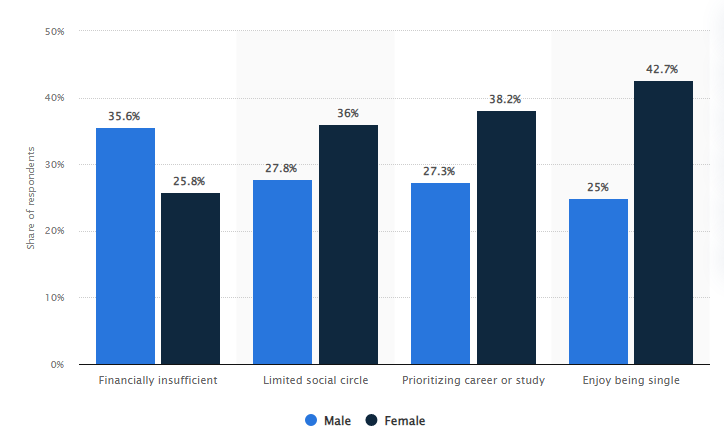 50%
42.7%
38.2%
40%
35.6%
36%
27.8%
27.3%
30%
25.8%
25%
20%
10%
0%
Share of respondents
Financially insufficient
Limited social circle
Prioritizing career or study
Enjoy being single
Male
Female